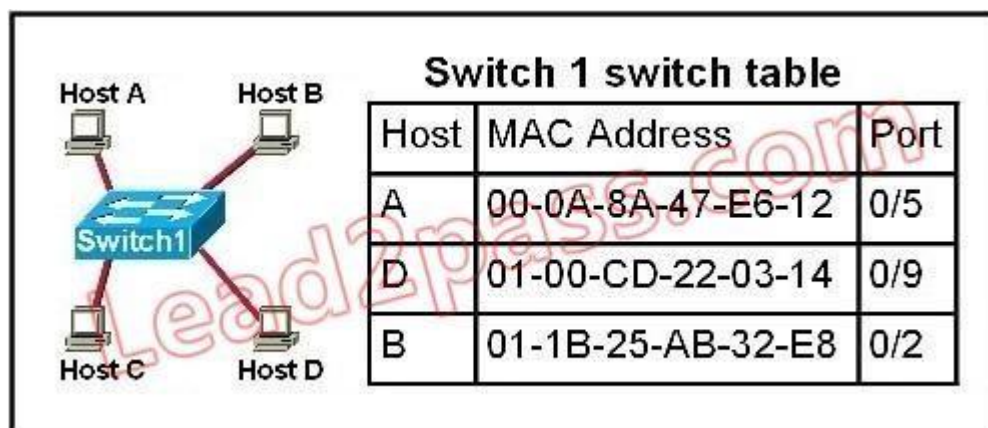 Host A
Host B
Switch1
Host C
Host D
Switch 1 switch table
Host MAC Address Port
A 00-0A-8A-47-E6-12 0/5
D 01-00-CD-22-03-14 0/9
B 01-1B-25-AB-32-E8 0/2
Lead2pass.com